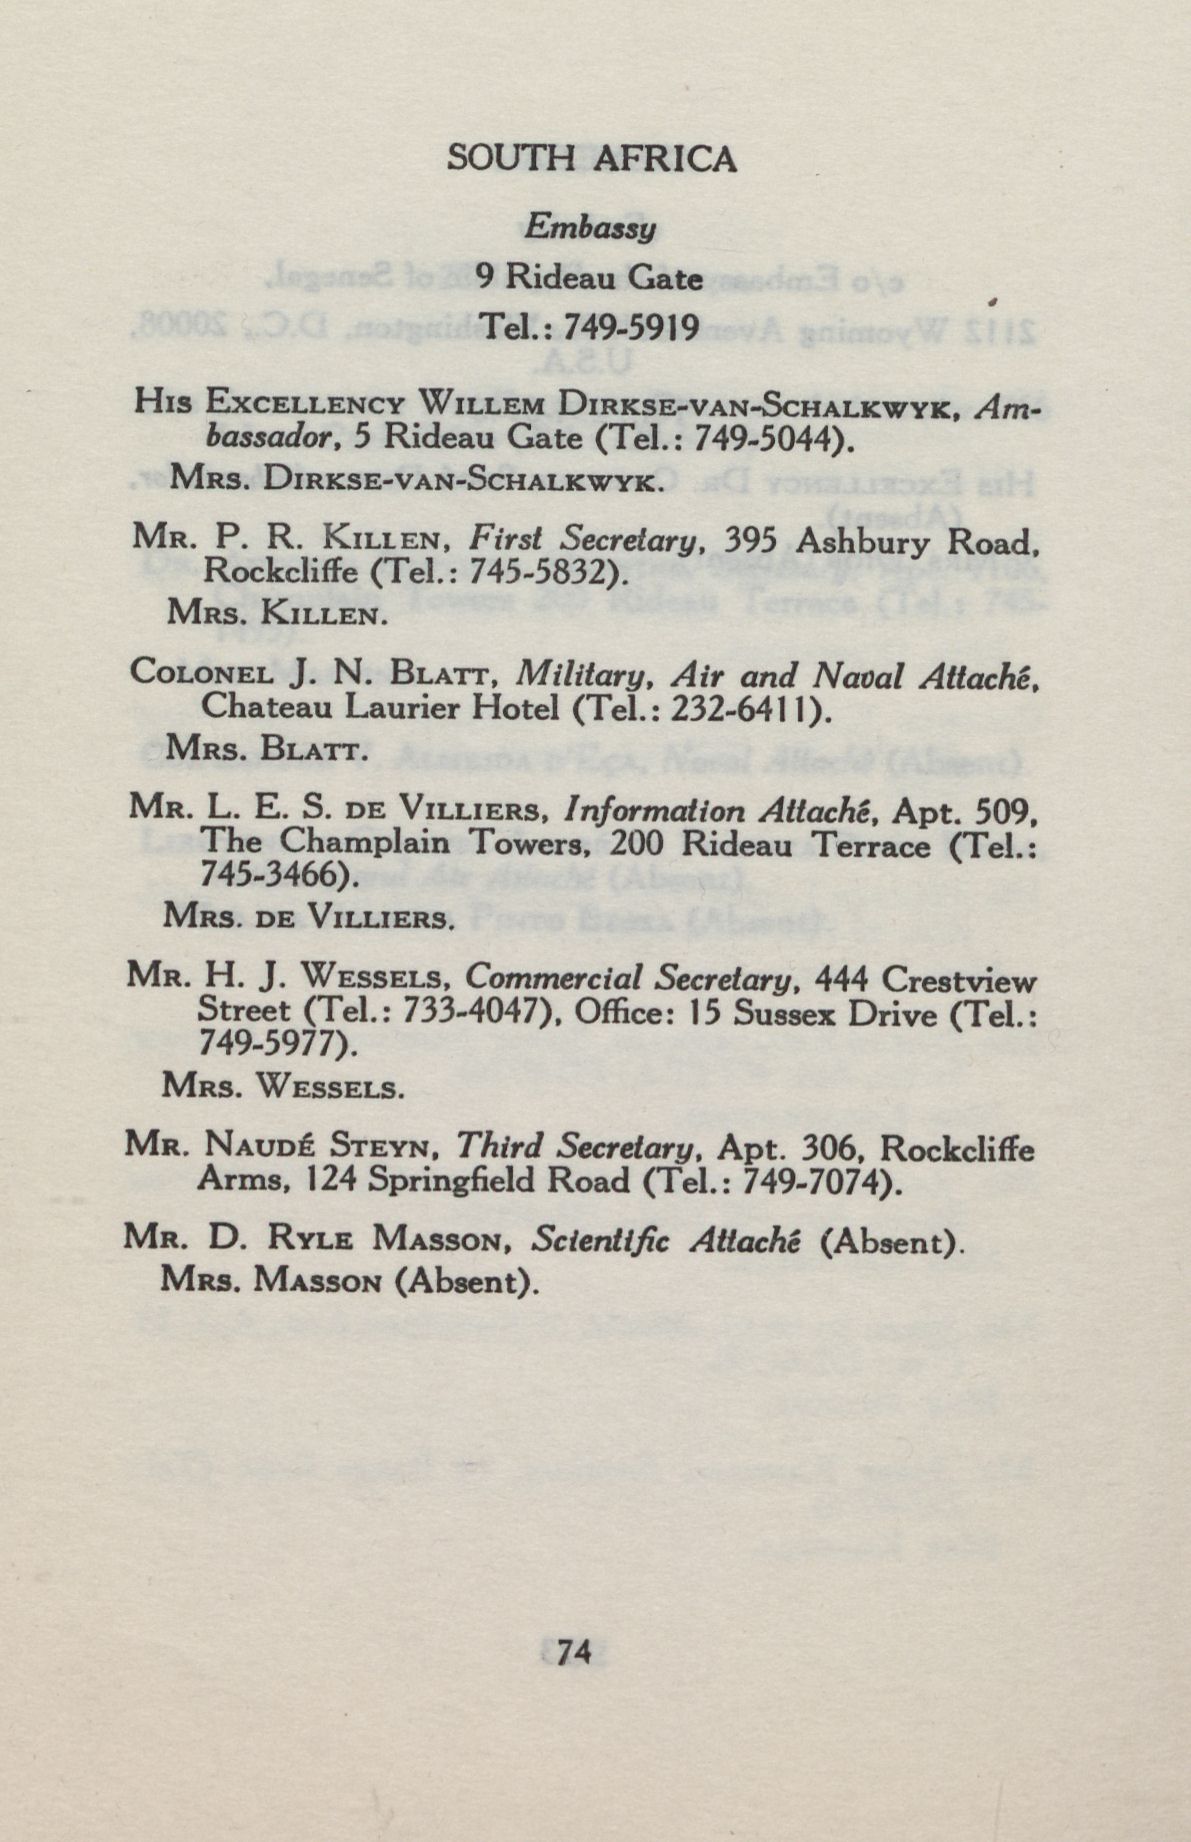 SOUTH AFRICA
Embassy
9 Rideau Gate
Tel.: 749-5919
His Excellency Willem Dirkse-van-Schalkwyk, Am-
bassador, 5 Rideau Gate (Tel.: 749-5044).
Mrs. Dirkse-van-Schalkwyk.
Mr. P. R. Killen, First Secretary, 395 Ashbury Road,
Rockcliffe (Tel.: 745-5832).
Mrs. Killen.
Colonel J. N. Blatt, Military, Air and Naval Attaché,
Chateau Laurier Hotel (Tel.: 232-6411).
Mrs. Blatt.
Mr. L. E. S. de Villiers, Information Attaché, Apt. 509,
The Champlain Towers, 200 Rideau Terrace (Tel.:
745-3466).
Mrs. de Villiers.
Mr. H. J. Wessels, Commercial Secretary, 444 Crestview
Street (Tel.: 733-4047), Office: 15 Sussex Drive (Tel.:
749-5977).
Mrs. Wessels.
Mr. Naudé Steyn, Third Secretary, Apt. 306, Rockcliffe
Arms, 124 Springfield Road (Tel.: 749-7074).
Mr. D. Ryle Masson, Scientific Attaché (Absent).
Mrs. Masson (Absent).
74